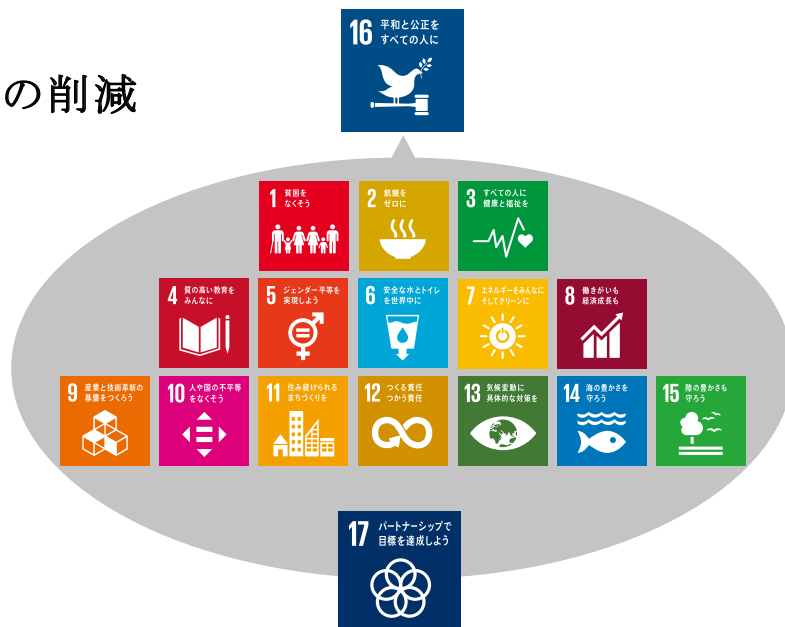 16 平和と公正を
すべての人に
の削減
1 貧困を
なくそう
2 飢餓を
ゼロに
3 すべての人に
健康と福祉を
4 質の高い教育を
みんなに
5 ジェンダー平等を
実現しよう
6 安全な水とトイレ
を世界中に
7 エネルギーをみんなに
そしてクリーンに
8 働きがいも
経済成長も
9 産業と技術革新の
基盤をつくろう
10 人や国の不平等
をなくそう
11 住み続けられる
まちづくりを
12 つくる責任
つかう責任
13 気候変動に
具体的な対策を
14 海の豊かさを
守ろう
15 陸の豊かさも
守ろう
17 パートナーシップで
目標を達成しよう